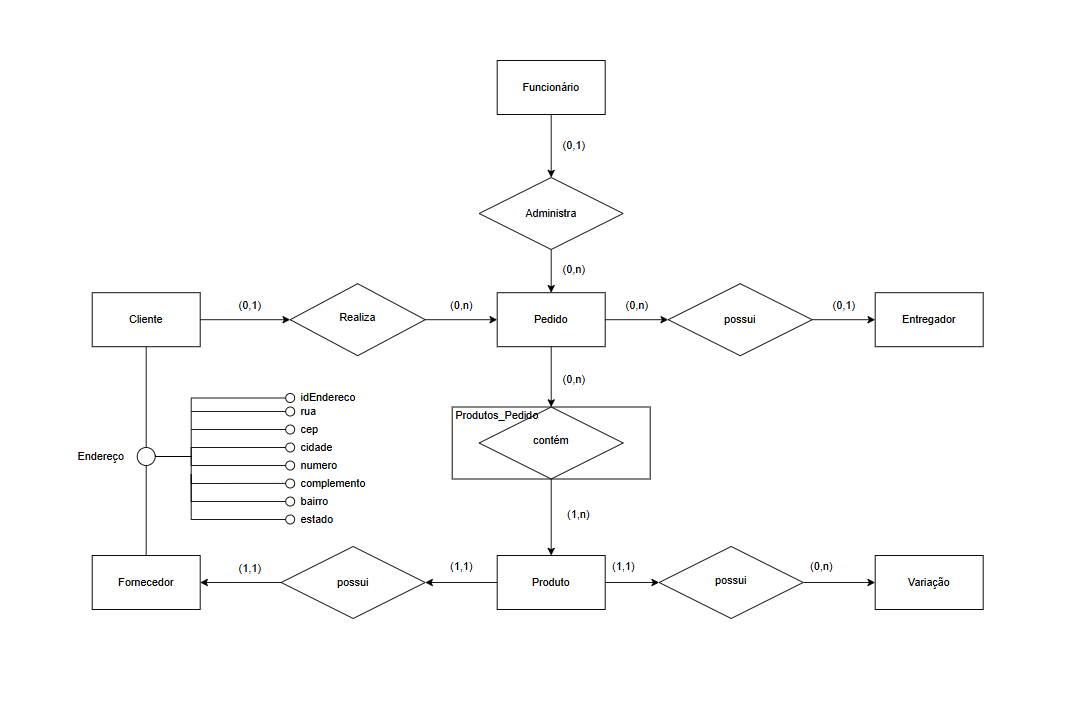 Funcionário
(0,1)
Administra
(0,n)
Cliente
(0,1)
Realiza
(0,n)
Pedido
(0,n)
possui
(0,1)
Entregador
(0,n)
Produtos_Pedido
contém
(1,n)
Endereço
idEndereco
rua
cep
cidade
numero
complemento
bairro
estado
Fornecedor
(1,1)
possui
(1,1)
Produto
(1,1)
possui
(0,n)
Variação